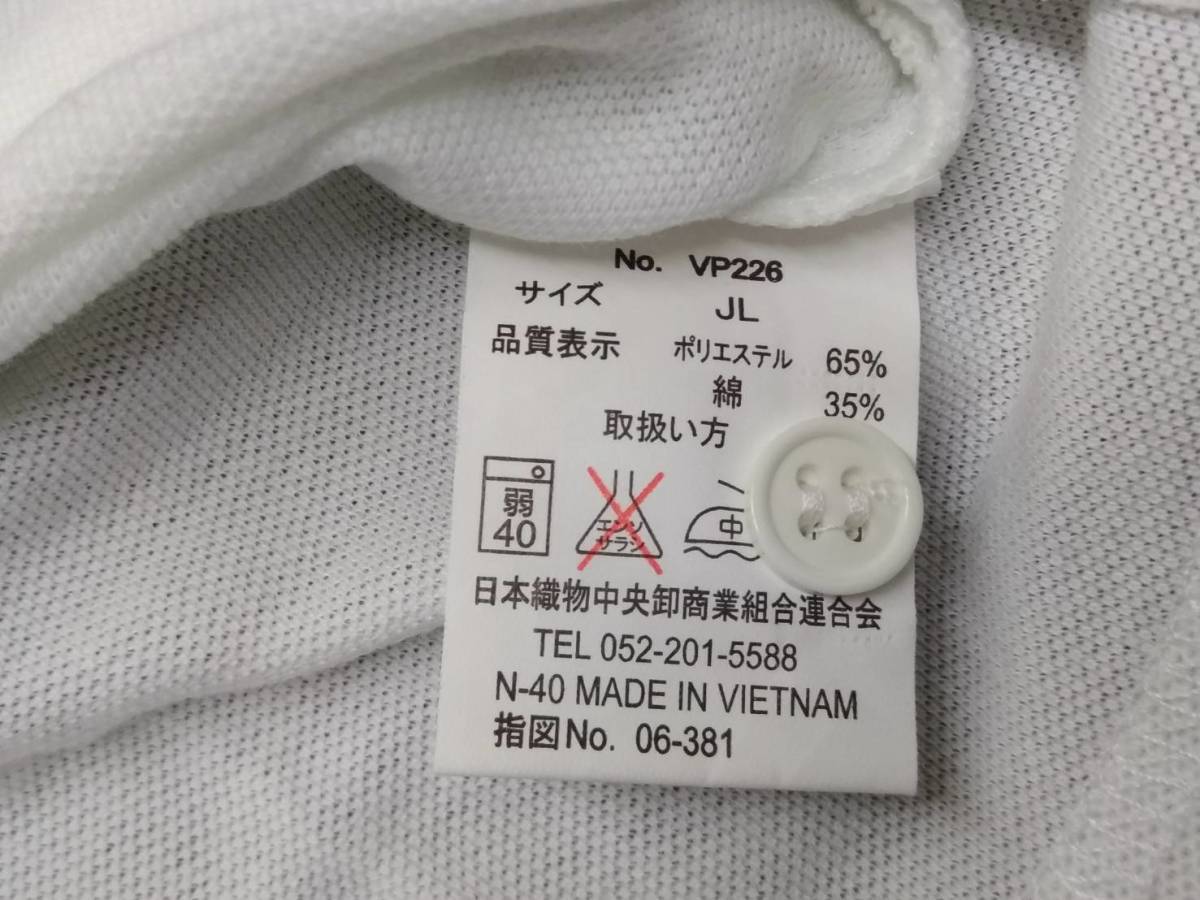 No. VP226
サイズ JL
品質表示 ポリエステル 65%
綿 35%
取扱い方
弱 40
エンソサラシ
中
日本織物中央卸商業組合連合会
TEL 052-201-5588
N-40 MADE IN VIETNAM
指図No. 06-381